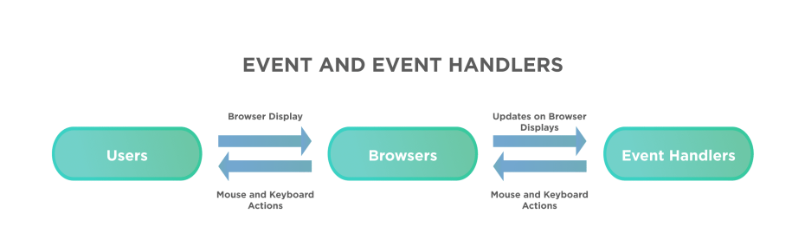 EVENT AND EVENT HANDLERS
Browser Display
Updates on Browser
Displays
Users
Browsers
Event Handlers
Mouse and Keyboard
Actions
Mouse and Keyboard
Actions